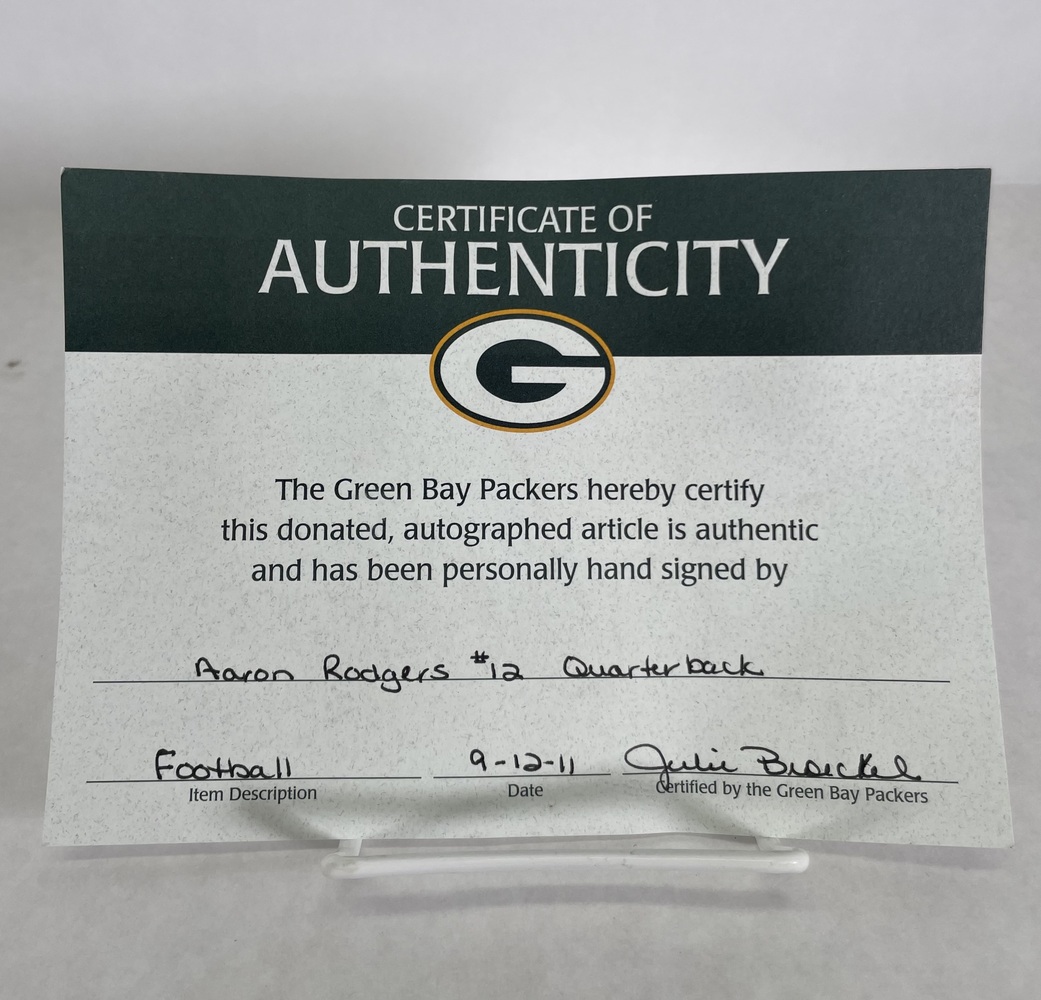 CERTIFICATE OF
AUTHENTICITY
G
The Green Bay Packers hereby certify
this donated, autographed article is authentic
and has been personally hand signed by
Aaron Rodgers #12 Quarterback
Football 9-12-11 Julie Broeckel
Item Description Date Certified by the Green Bay Packers